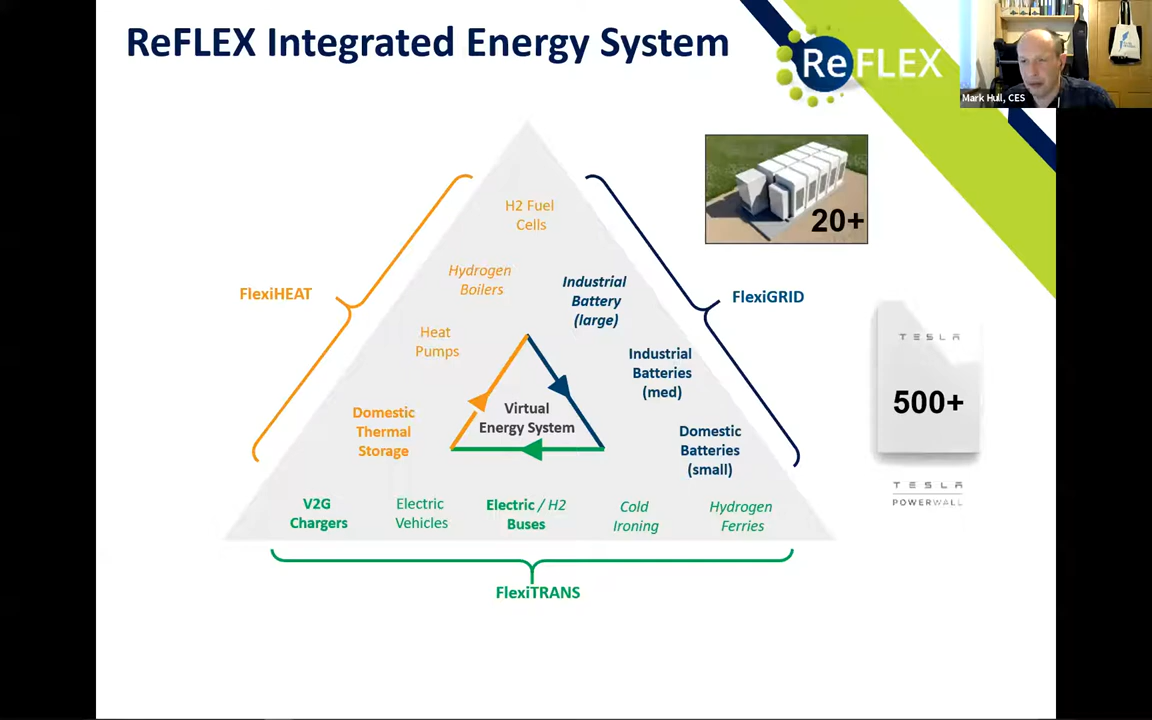 ReFLEX Integrated Energy System
ReFLEX
Mark Hull, CES
20+
H2 Fuel
Cells
Hydrogen
Boilers
Industrial
Battery
(large)
FlexiHEAT
FlexiGRID
Heat
Pumps
Industrial
Batteries
(med)
TESLA
500+
Virtual
Energy System
Domestic
Thermal
Storage
Domestic
Batteries
(small)
TESLA
POWERWALL
V2G
Chargers
Electric
Vehicles
Electric / H2
Buses
Cold
Ironing
Hydrogen
Ferries
FlexiTRANS